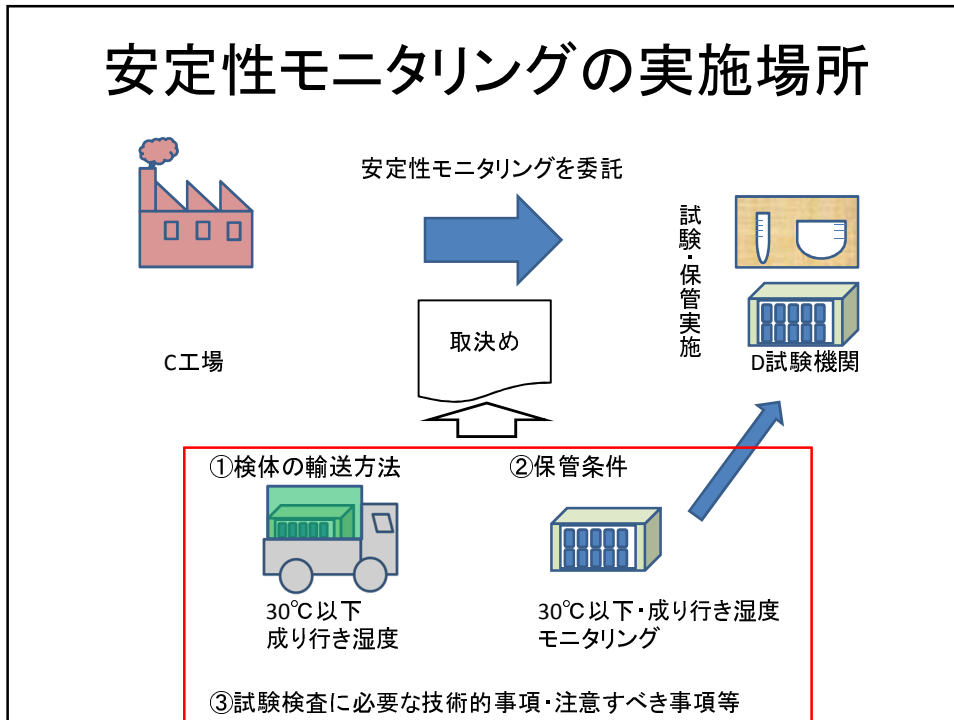 安定性モニタリングの実施場所
安定性モニタリングを委託
試験・保管実施
取決め
C工場
D試験機関
①検体の輸送方法
②保管条件
30℃以下
成り行き湿度
30℃以下・成り行き湿度
モニタリング
③試験検査に必要な技術的事項・注意すべき事項等